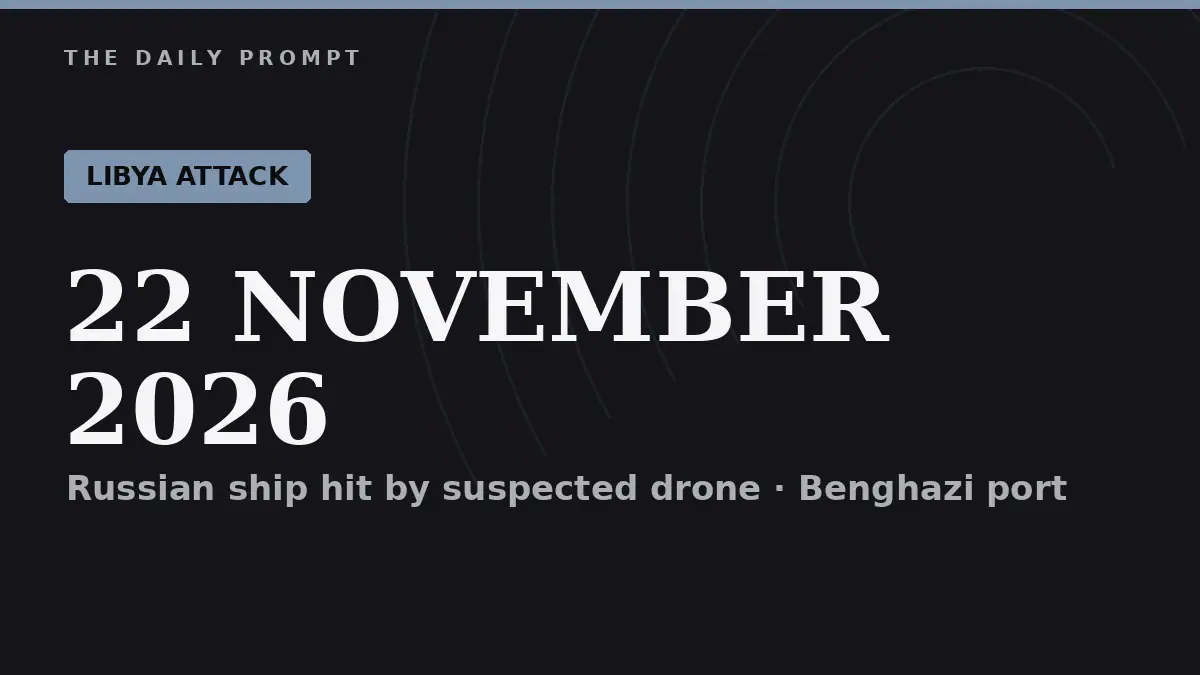 THE DAILY PROMPT
LIBYA ATTACK
22 NOVEMBER
2026
Russian ship hit by suspected drone · Benghazi port